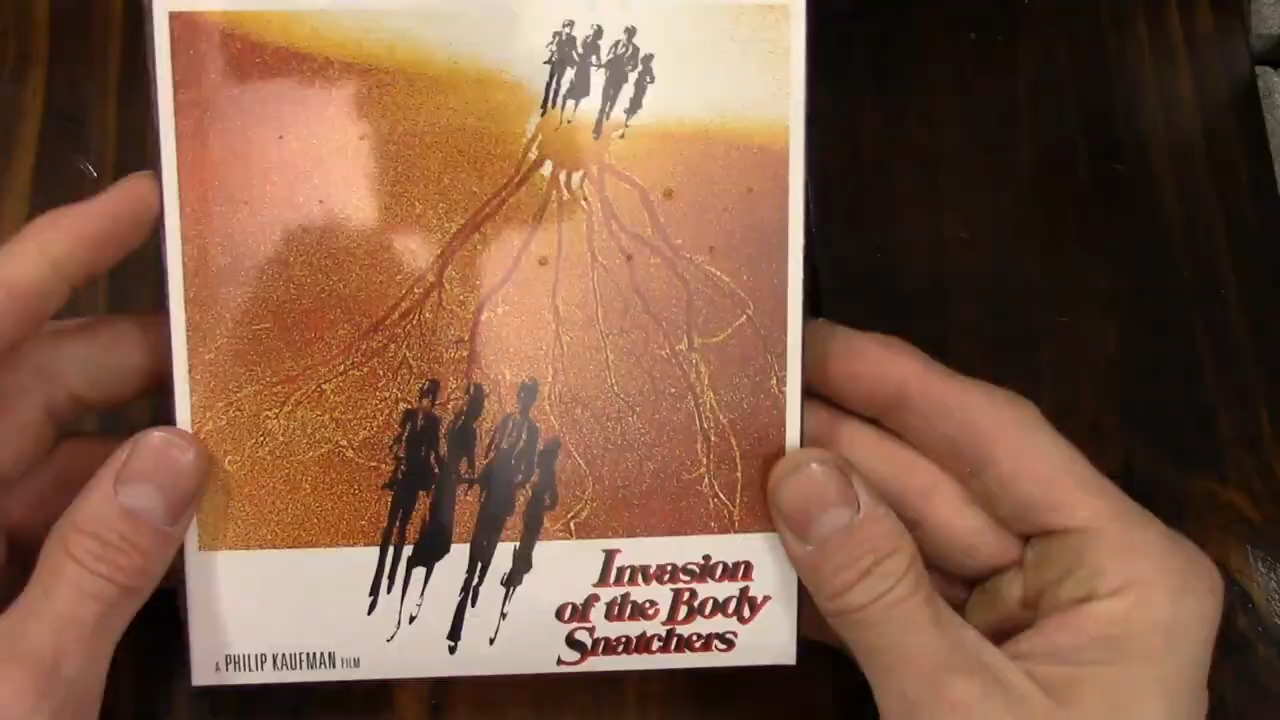 Invasion
of the Body
Snatchers
A PHILIP KAUFMAN FILM